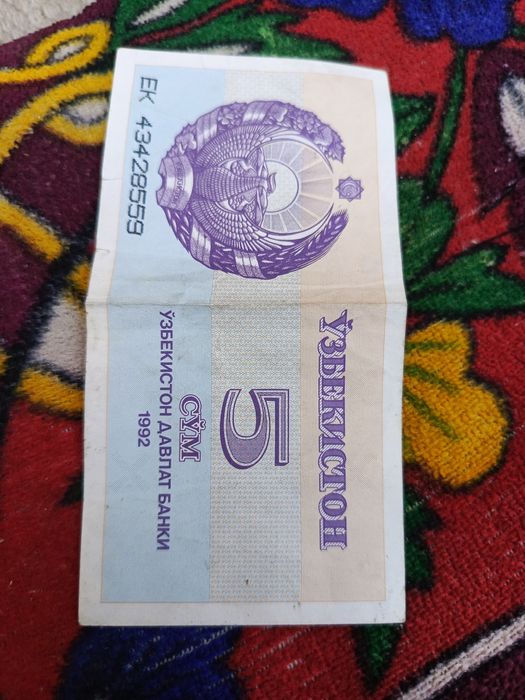 ЎЗБЕКИСТОН
5
СЎМ
ЎЗБЕКИСТОН ДАВЛАТ БАНКИ
1992
ЕК 43428559